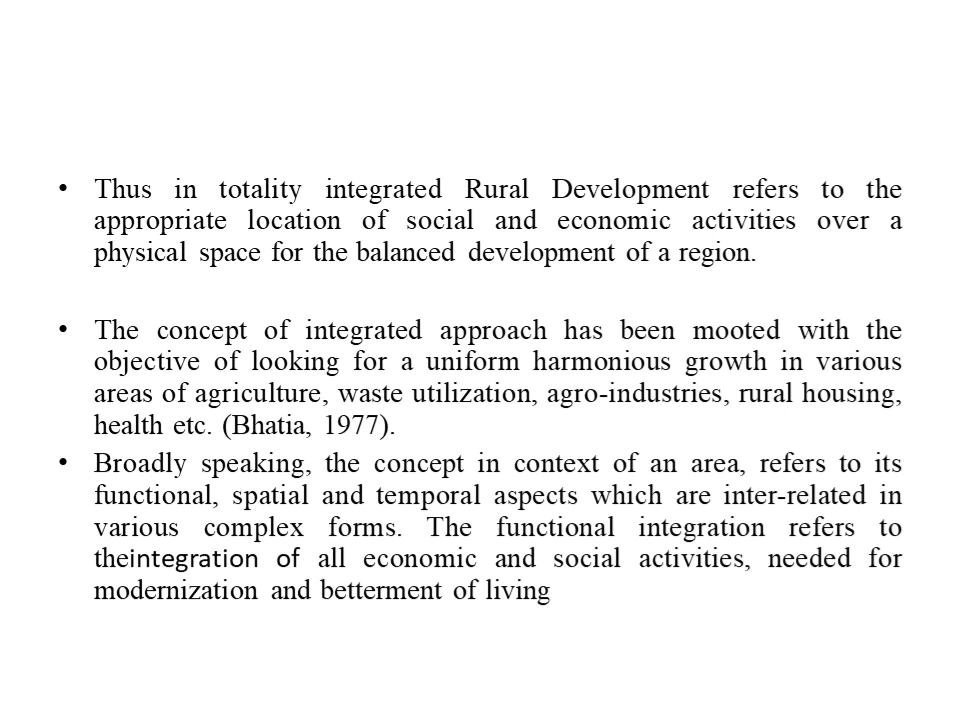 • Thus in totality integrated Rural Development refers to the
appropriate location of social and economic activities over a
physical space for the balanced development of a region.
• The concept of integrated approach has been mooted with the
objective of looking for a uniform harmonious growth in various
areas of agriculture, waste utilization, agro-industries, rural housing,
health etc. (Bhatia, 1977).
• Broadly speaking, the concept in context of an area, refers to its
functional, spatial and temporal aspects which are inter-related in
various complex forms. The functional integration refers to
theintegration of all economic and social activities, needed for
modernization and betterment of living